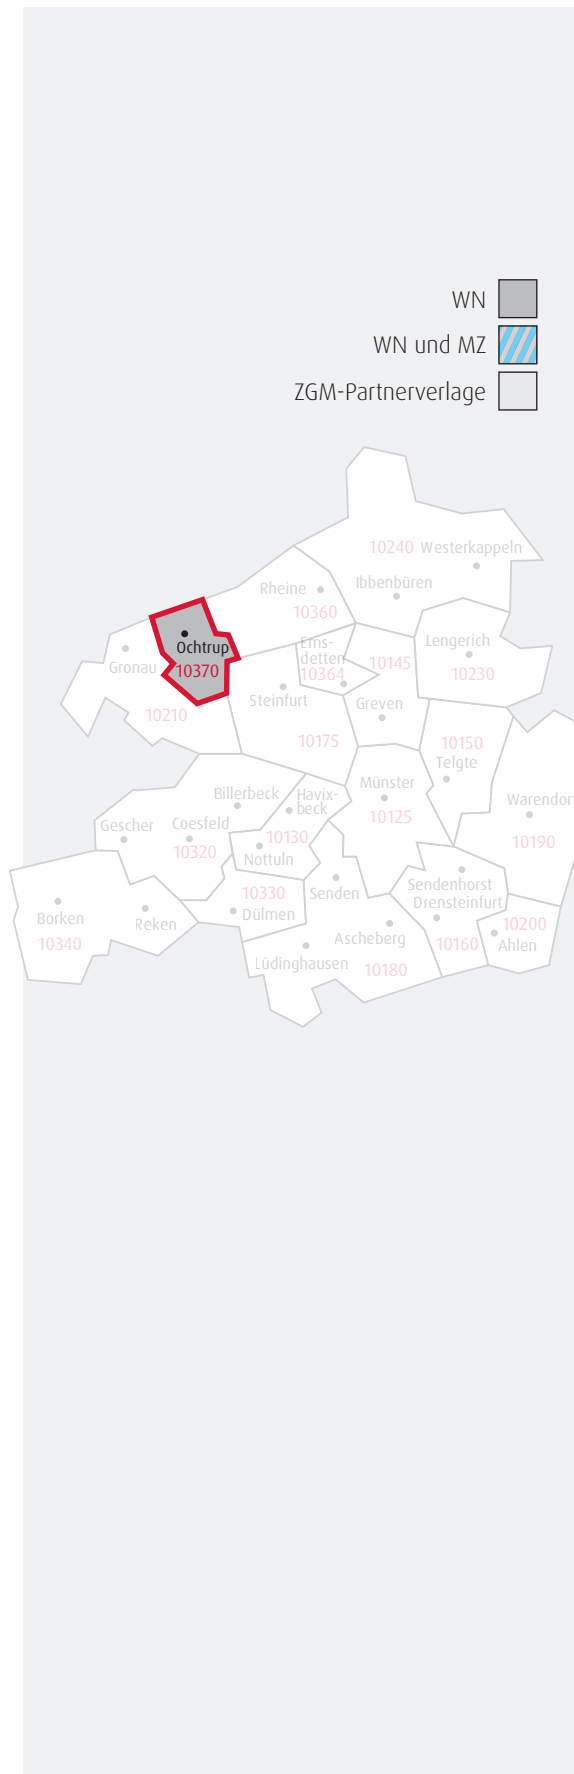 WN
WN und MZ
ZGM-Partnerverlage
10240 Westerkappeln
Ibbenbüren
Rheine
10360
Ochtrup
10370
Gronau
10210
Ems-
detten
10364
10145
Lengerich
10230
Steinfurt
Greven
10175
10150
Telgte
Münster
10125
Billerbeck
Havix-
beck
Warendorf
10190
Gescher
Coesfeld
10320
10130
Nottuln
10330
Dülmen
Senden
Sendenhorst
Drensteinfurt
10160
10200
Ahlen
Borken
10340
Reken
Ascheberg
Lüdinghausen
10180